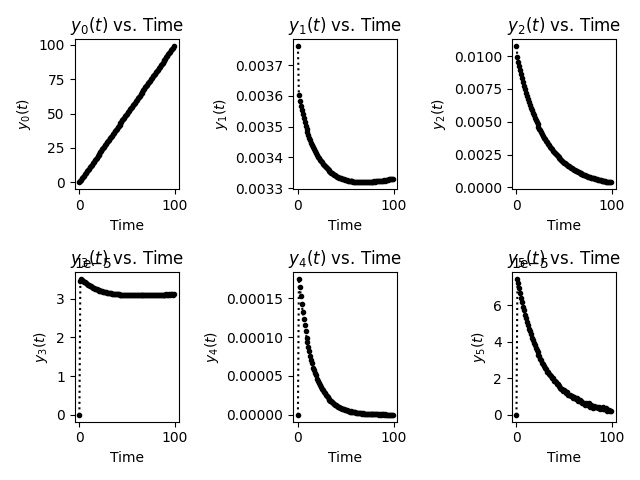 y₀(t) vs. Time
y₁(t) vs. Time
y₂(t) vs. Time
100
75
50
25
0
y₀(t)
0 100
Time
0.0037
0.0036
0.0035
0.0034
0.0033
y₁(t)
0 100
Time
0.0100
0.0075
0.0050
0.0025
0.0000
y₂(t)
0 100
Time
y₃(t) vs. Time
1e−5
3
2
1
0
y₃(t)
0 100
Time
y₄(t) vs. Time
0.00015
0.00010
0.00005
0.00000
y₄(t)
0 100
Time
y₅(t) vs. Time
1e−5
6
4
2
0
y₅(t)
0 100
Time